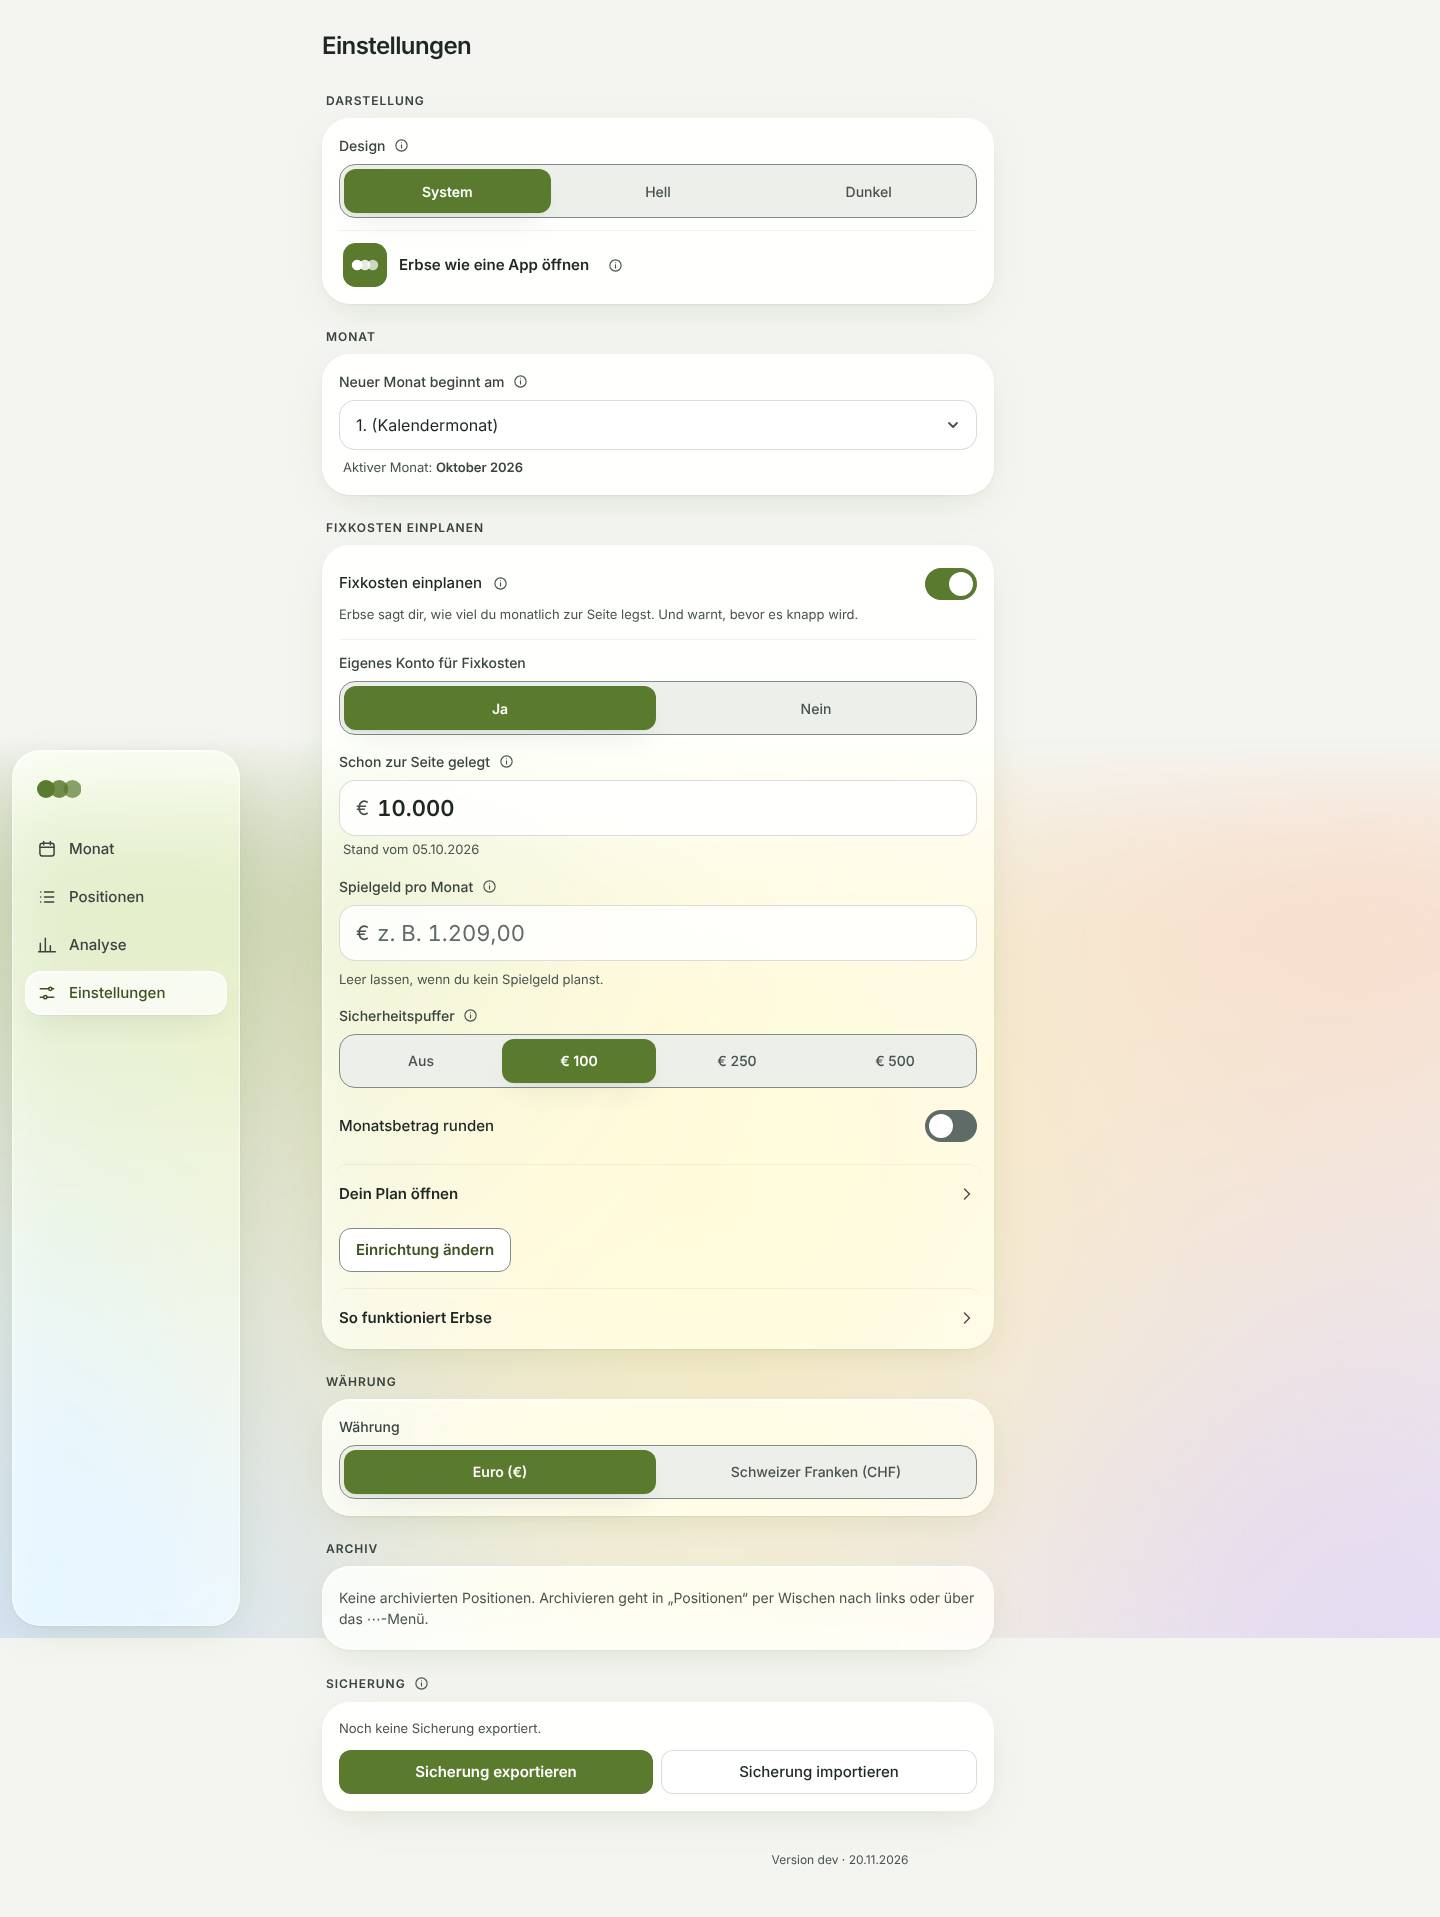 Einstellungen
DARSTELLUNG
Design
System
Hell
Dunkel
Erbse wie eine App öffnen
MONAT
Neuer Monat beginnt am
1. (Kalendermonat)
Aktiver Monat: Oktober 2026
FIXKOSTEN EINPLANEN
Fixkosten einplanen
Erbse sagt dir, wie viel du monatlich zur Seite legst. Und warnt, bevor es knapp wird.
Eigenes Konto für Fixkosten
Ja
Nein
Schon zur Seite gelegt
€ 10.000
Stand vom 05.10.2026
Spielgeld pro Monat
€ z. B. 1.209,00
Leer lassen, wenn du kein Spielgeld planst.
Sicherheitspuffer
Aus
€ 100
€ 250
€ 500
Monatsbetrag runden
Dein Plan öffnen
Einrichtung ändern
So funktioniert Erbse
WÄHRUNG
Währung
Euro (€)
Schweizer Franken (CHF)
ARCHIV
Keine archivierten Positionen. Archivieren geht in „Positionen“ per Wischen nach links oder über
das ···-Menü.
SICHERUNG
Noch keine Sicherung exportiert.
Sicherung exportieren
Sicherung importieren
Version dev · 20.11.2026
Monat
Positionen
Analyse
Einstellungen